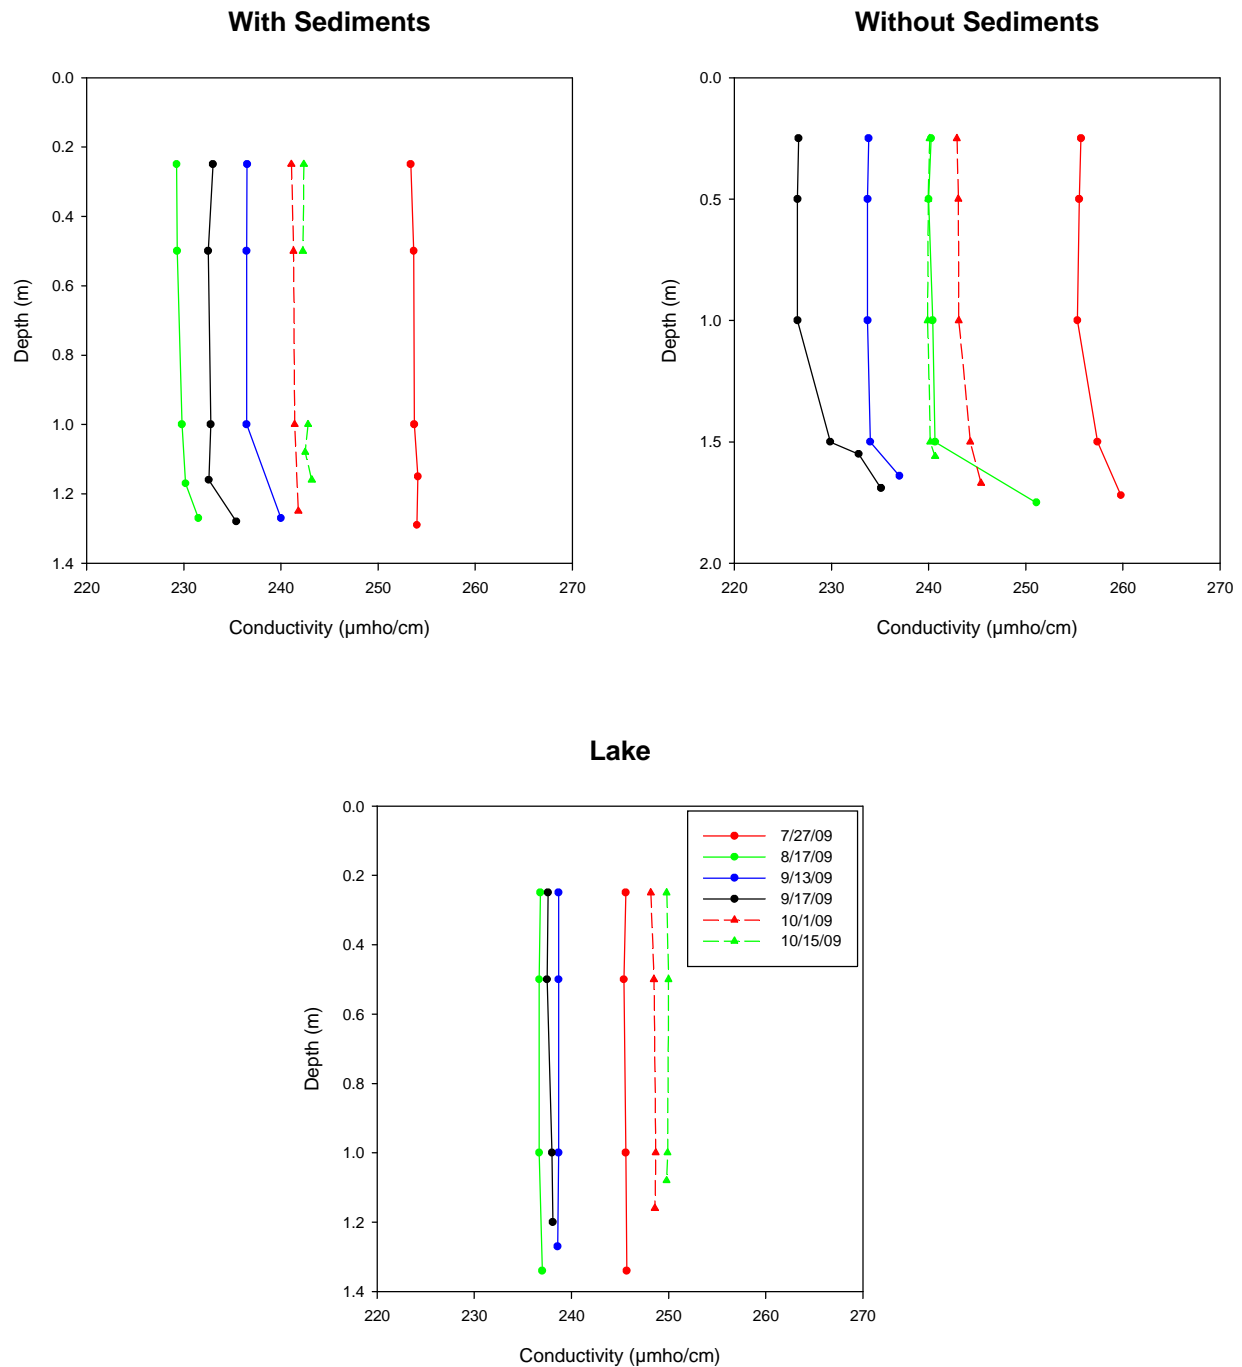 With Sediments
0.0
0.2
0.4
0.6
0.8
1.0
1.2
1.4
Depth (m)
220 230 240 250 260 270
Conductivity (µmho/cm)
Without Sediments
0.0
0.5
1.0
1.5
2.0
Depth (m)
220 230 240 250 260 270
Conductivity (µmho/cm)
Lake
0.0
0.2
0.4
0.6
0.8
1.0
1.2
1.4
Depth (m)
220 230 240 250 260 270
Conductivity (µmho/cm)
7/27/09
8/17/09
9/13/09
9/17/09
10/1/09
10/15/09